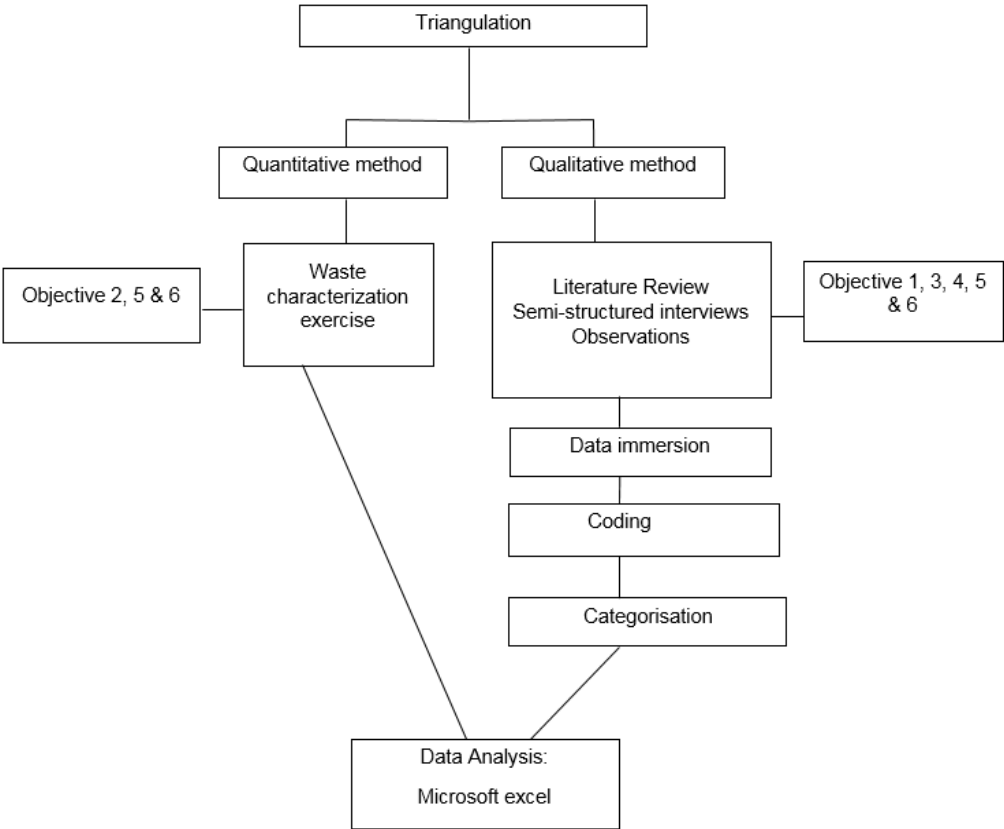 Triangulation
Quantitative method
Qualitative method
Objective 2, 5 & 6
Waste
characterization
exercise
Literature Review
Semi-structured interviews
Observations
Objective 1, 3, 4, 5
& 6
Data immersion
Coding
Categorisation
Data Analysis:
Microsoft excel